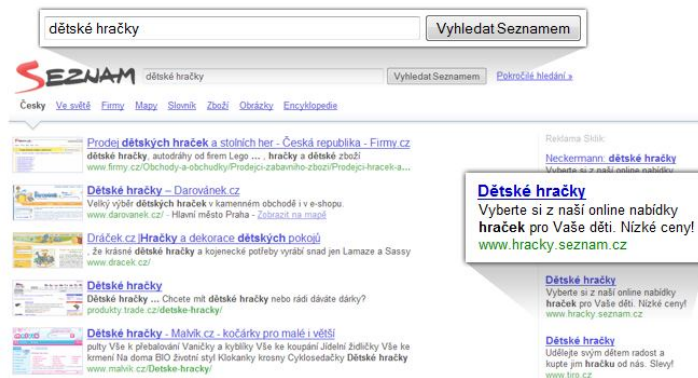 dětské hračky
Vyhledat Seznamem
SEZNAM
dětské hračky
Vyhledat Seznamem
Pokročilé hledání »
Česky Ve světě Firmy Mapy Slovník Zboží Obrázky Encyklopedie
Prodej dětských hraček a stolních her - Česká republika - Firmy.cz
dětské hračky, autodráhy od firem Lego ... , hračky a dětské zboží
www.firmy.cz/Obchody-a-obchudky/Prodejci-zabavniho-zbozi/Prodejci-hracek-a...
Dětské hračky – Darovánek.cz
Velký výběr dětských hraček v kamenném obchodě i v e-shopu.
www.darovanek.cz/ - Hlavní město Praha - Zobrazit na mapě
Dráček.cz |Hračky a dekorace dětských pokojů
, že krásné dětské hračky a kojenecké potřeby vyrábí snad jen Lamaze a Sassy
www.dracek.cz/
Dětské hračky
Dětské hračky ... Chcete mít dětské hračky nebo rádi dáváte dárky?
produkty.trade.cz/detske-hracky/
Dětské hračky - Malvik.cz - kočárky pro malé i větší
pulty Vše k přebalování Vaničky a kyblíky Vše ke koupání Jídelní židličky Vše ke
krmení Na doma BIO životní styl Klokanky krosny Cyklosedačky Dětské hračky
www.malvik.cz/Detske-hracky/
Reklama Sklik:
Neckermann: dětské hračky
Vyberte si z naší online nabídky
Dětské hračky
Vyberte si z naší online nabídky
hraček pro Vaše děti. Nízké ceny!
www.hracky.seznam.cz
Dětské hračky
Vyberte si z naší online nabídky
hraček pro Vaše děti. Nízké ceny!
www.hracky.seznam.cz
Dětské hračky
Udělejte svým dětem radost a
kupte jim hračku od nás. Slevy!
www.tiro.cz